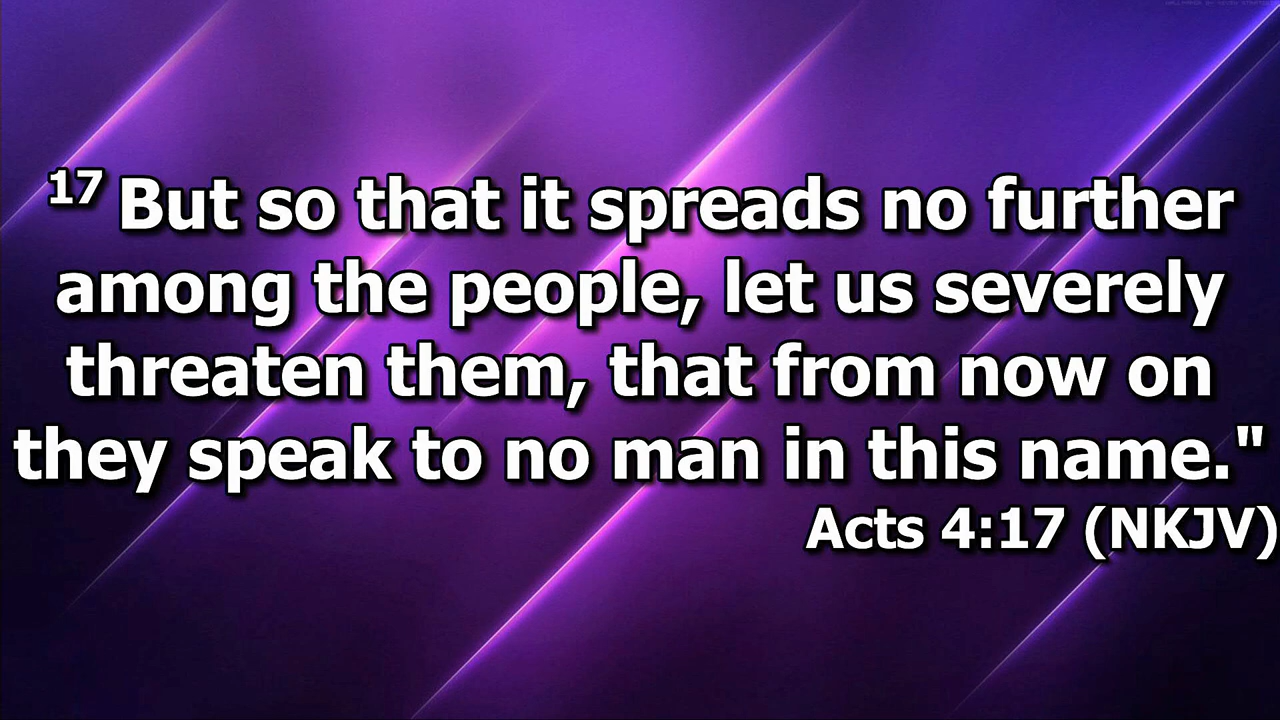 17 But so that it spreads no further
among the people, let us severely
threaten them, that from now on
they speak to no man in this name."
Acts 4:17 (NKJV)